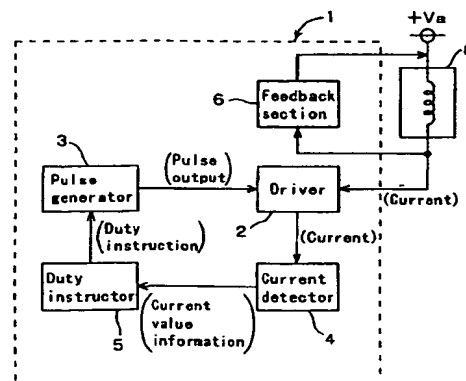 1
+Va
8
Feedback
section
6
3
(Pulse
output)
Pulse
generator
Driver
2
(Current)
(Duty
instruction)
(Current)
Duty
instructor
Current
detector
(Current
value
information)
5
4